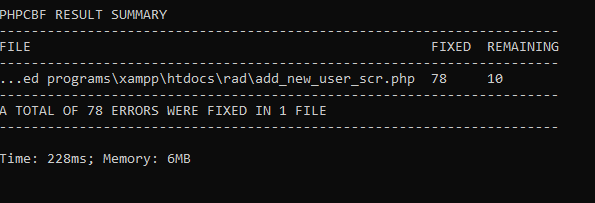 PHPCBF RESULT SUMMARY
----------------------------------------------------------------------
FILE FIXED REMAINING
----------------------------------------------------------------------
...ed programs\xampp\htdocs\rad\add_new_user_scr.php 78 10
----------------------------------------------------------------------
A TOTAL OF 78 ERRORS WERE FIXED IN 1 FILE
----------------------------------------------------------------------
Time: 228ms; Memory: 6MB